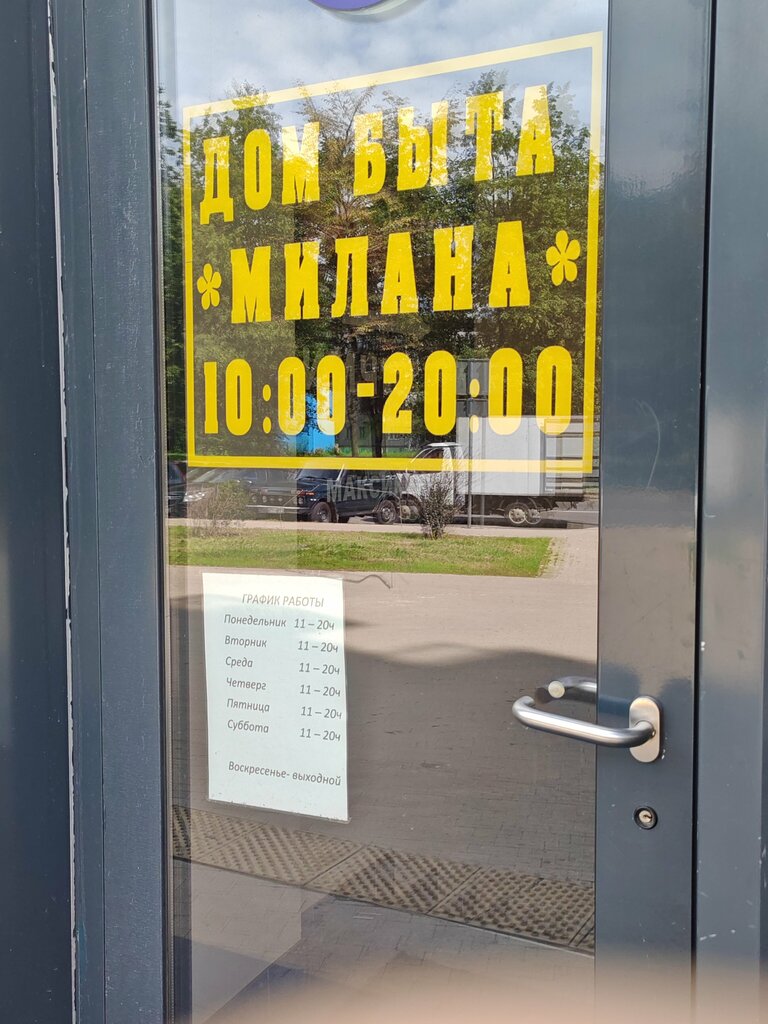 ДОМ БЫТА
*МИЛАНА*
10:00-20:00
МАКСИМ
ГРАФИК РАБОТЫ
Понедельник 11 – 20ч
Вторник 11 – 20ч
Среда 11 – 20ч
Четверг 11 – 20ч
Пятница 11 – 20ч
Суббота 11 – 20ч
Воскресенье- выходной